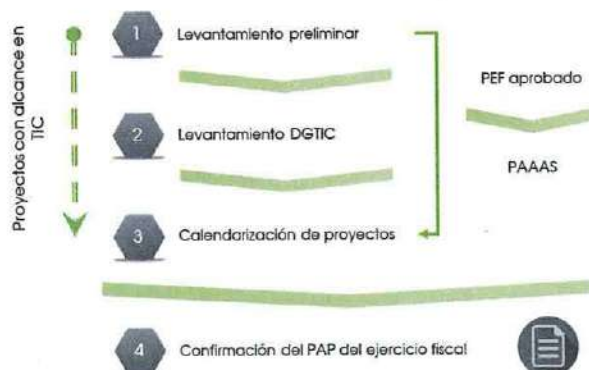 Proyectos con alcance en
TIC
1
Levantamiento preliminar
PEF aprobado
2
Levantamiento DGTIC
PAAAS
3
Calendarización de proyectos
4
Confirmación del PAP del ejercicio fiscal